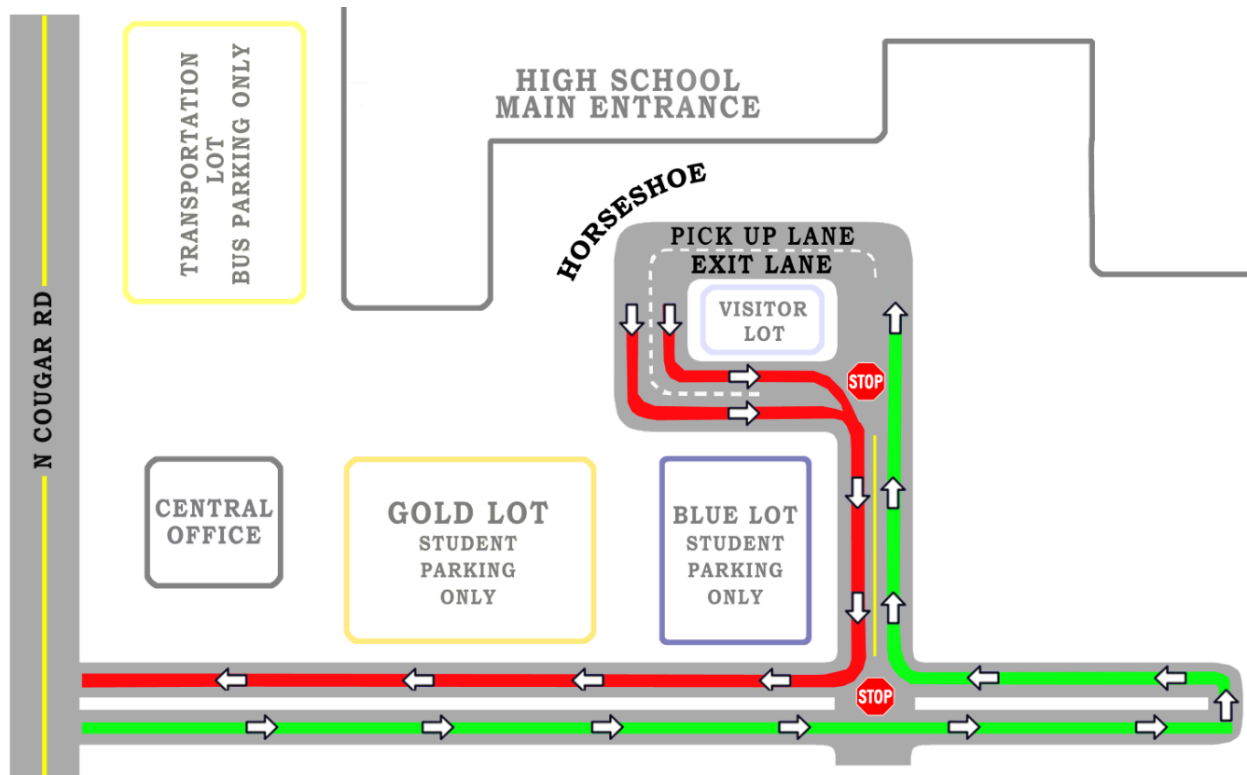 N COUGAR RD
TRANSPORTATION
LOT
BUS PARKING ONLY
HIGH SCHOOL
MAIN ENTRANCE
HORSESHOE
PICK UP LANE
EXIT LANE
VISITOR
LOT
STOP
CENTRAL
OFFICE
GOLD LOT
STUDENT
PARKING
ONLY
BLUE LOT
STUDENT
PARKING
ONLY
STOP